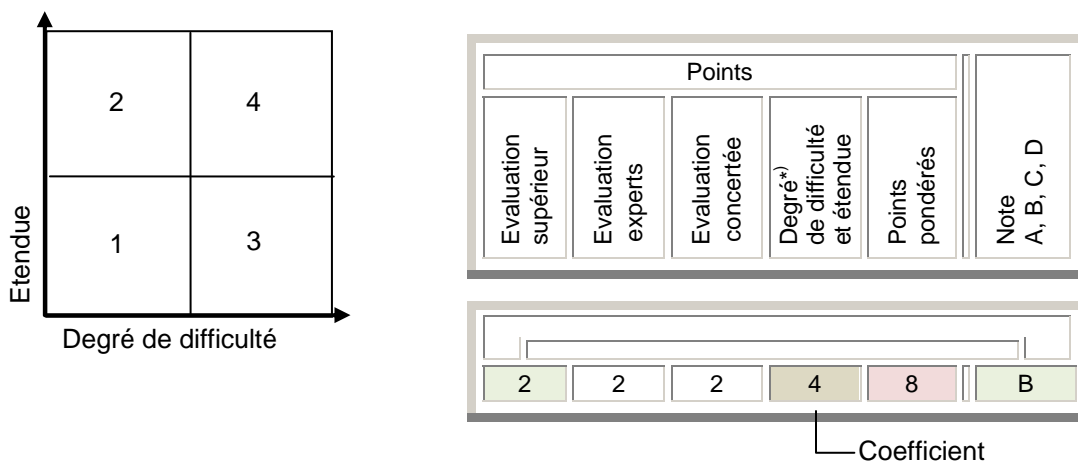 Etendue
2 4
1 3
Degré de difficulté
Points
Evaluation
supérieur
Evaluation
experts
Evaluation
concertée
Degré*)
de difficulté
et étendue
Points
pondérés
Note
A, B, C, D
2 2 2 4 8 B
Coefficient